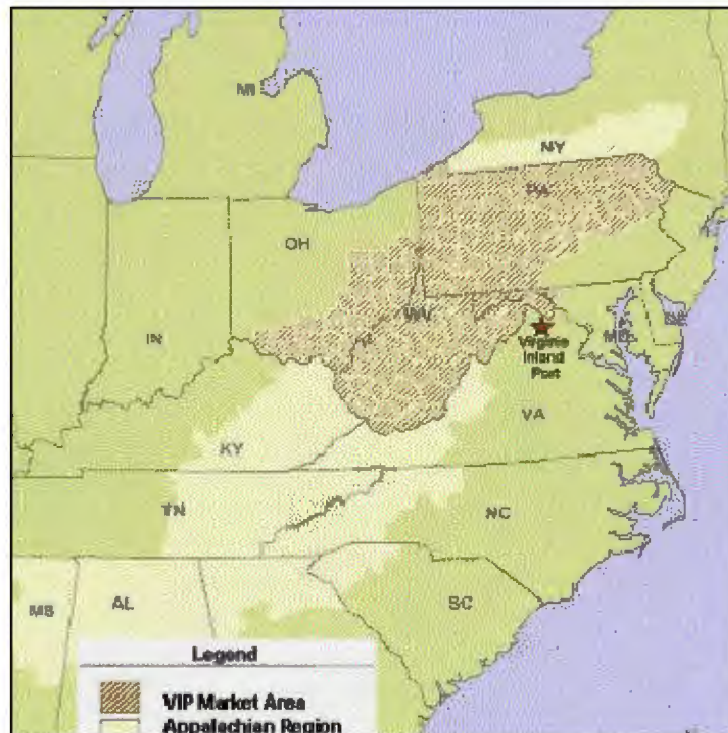 MI
NY
PA
OH
WV
IN
Virginia
Inland
Port
MD
DE
VA
KY
TN
NC
MS
AL
SC
Legend
VIP Market Area
Appalachian Region